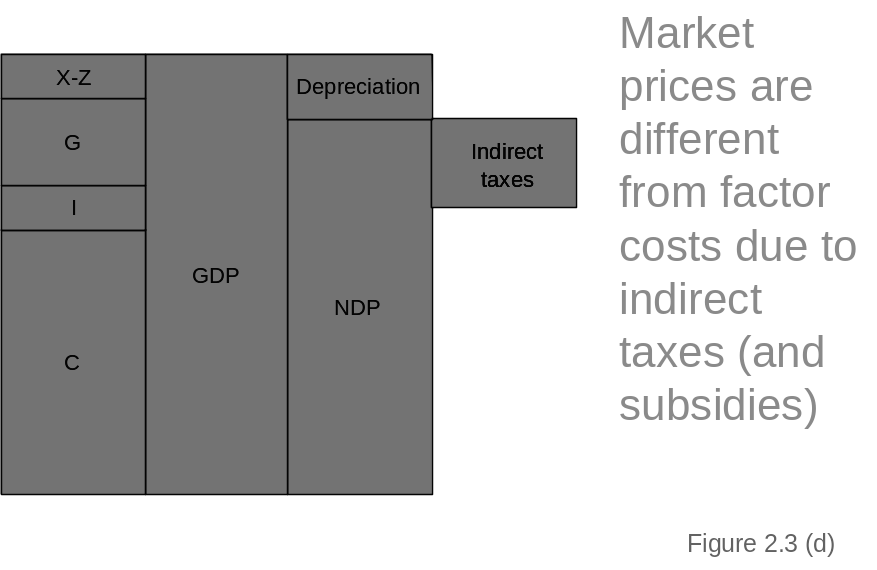 X-Z
G
I
C
GDP
Depreciation
NDP
Indirect
taxes
Market
prices are
different
from factor
costs due to
indirect
taxes (and
subsidies)
Figure 2.3 (d)